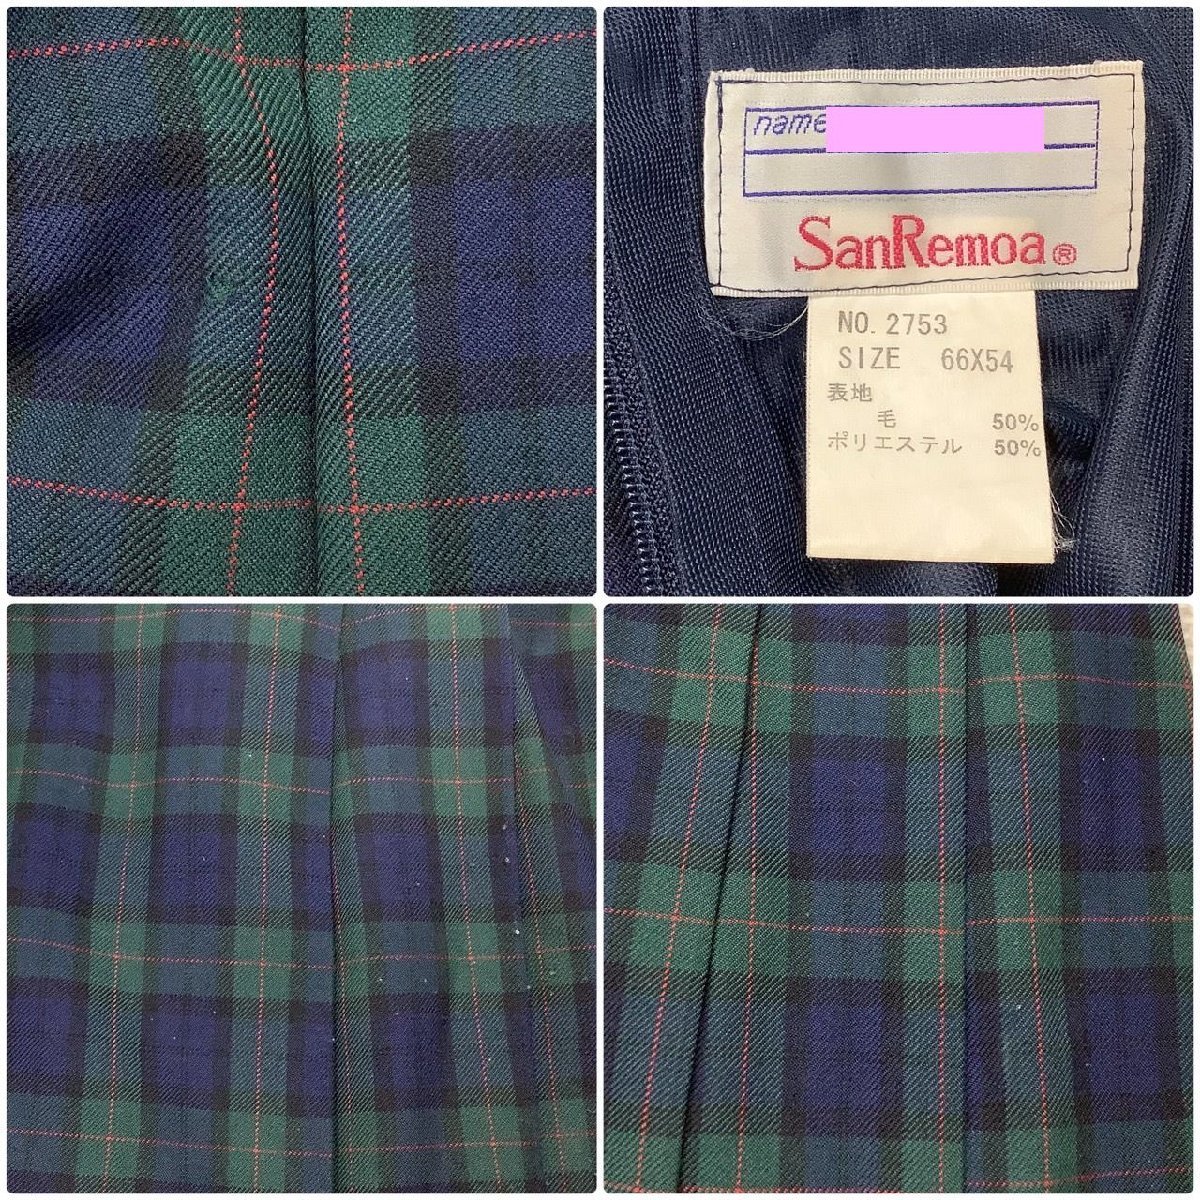 name
SanRemoa®
NO. 2753
SIZE 66X54
表地
毛 50%
ポリエステル 50%